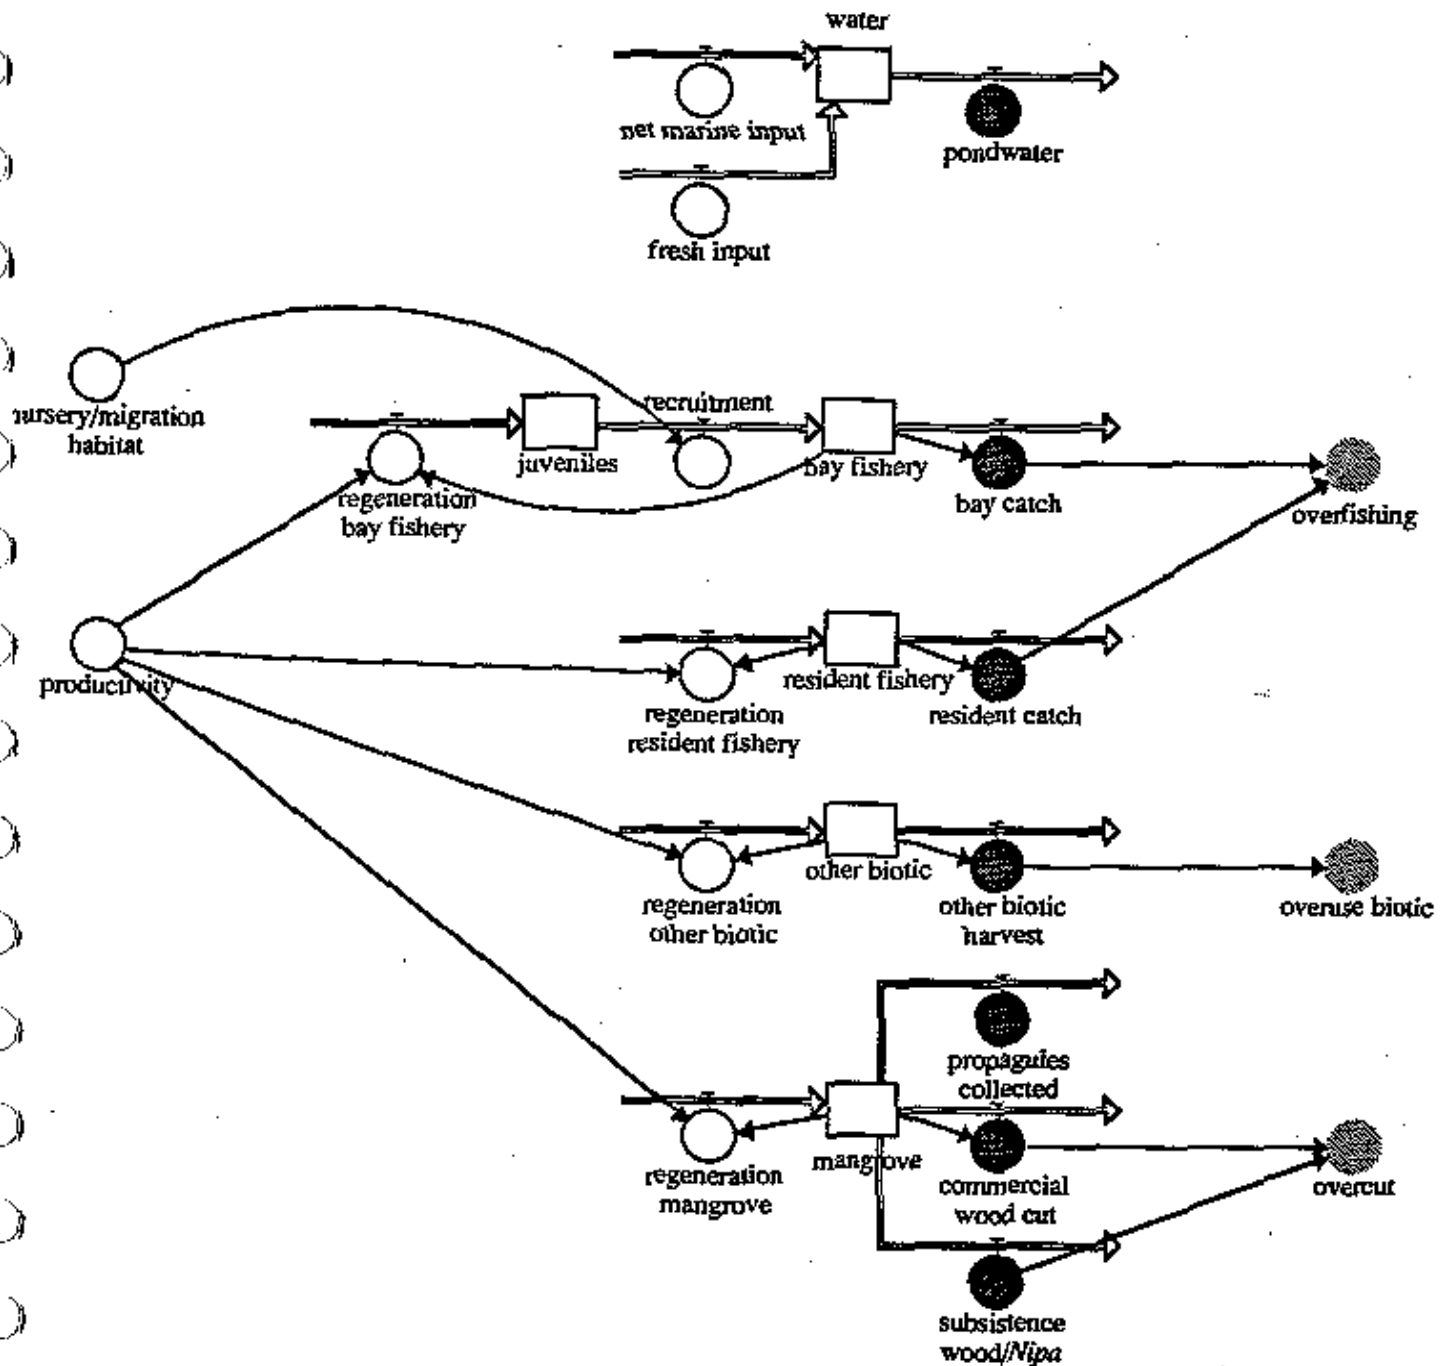 water
net marine input
pondwater
fresh input
nursery/migration
habitat
recruitment
juveniles
bay fishery
regeneration
bay fishery
bay catch
overfishing
productivity
resident fishery
regeneration
resident fishery
resident catch
other biotic
regeneration
other biotic
other biotic
harvest
overuse biotic
propagules
collected
mangrove
regeneration
mangrove
commercial
wood cut
overcut
subsistence
wood/Nipa